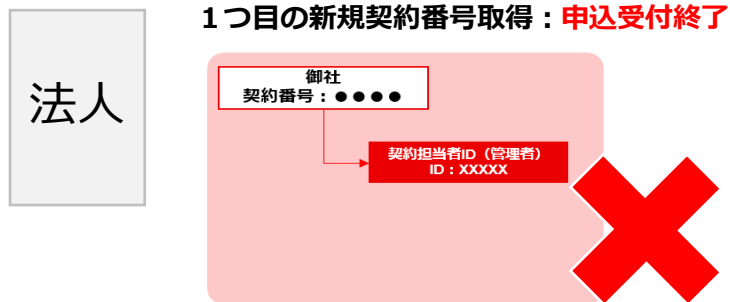 １つ目の新規契約番号取得：申込受付終了
法人
御社
契約番号：●●●●
契約担当者ID（管理者）
ID：XXXXX